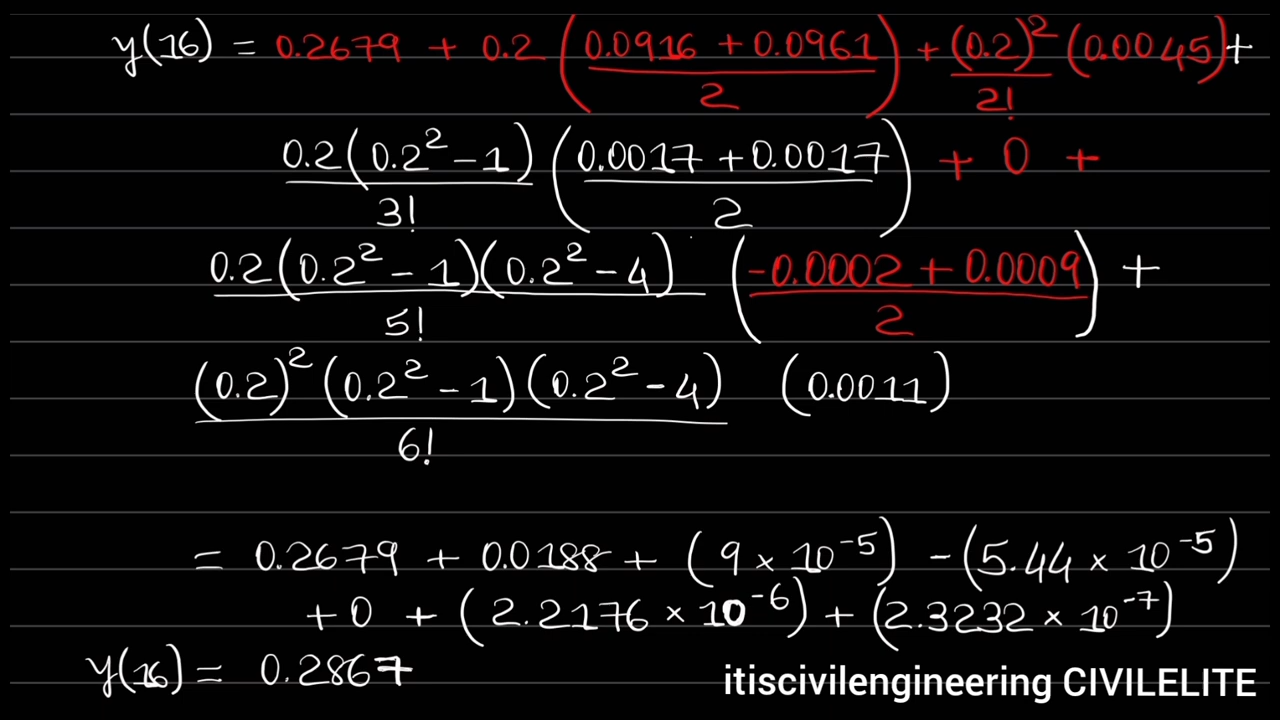 y(16) = 0.2679 + 0.2 ((0.0916 + 0.0961)/2) + (0.2)²/2! (0.0045) +
0.2(0.2² - 1)/3! ((0.0017 + 0.0017)/2) + 0 +
0.2(0.2² - 1)(0.2² - 4)/5! ((-0.0002 + 0.0009)/2) +
(0.2)²(0.2² - 1)(0.2² - 4)/6! (0.0011)
= 0.2679 + 0.0188 + (9 × 10⁻⁵) - (5.44 × 10⁻⁵)
+ 0 + (2.2176 × 10⁻⁶) + (2.3232 × 10⁻⁷)
y(16) = 0.2867
itiscivilengineering CIVILELITE